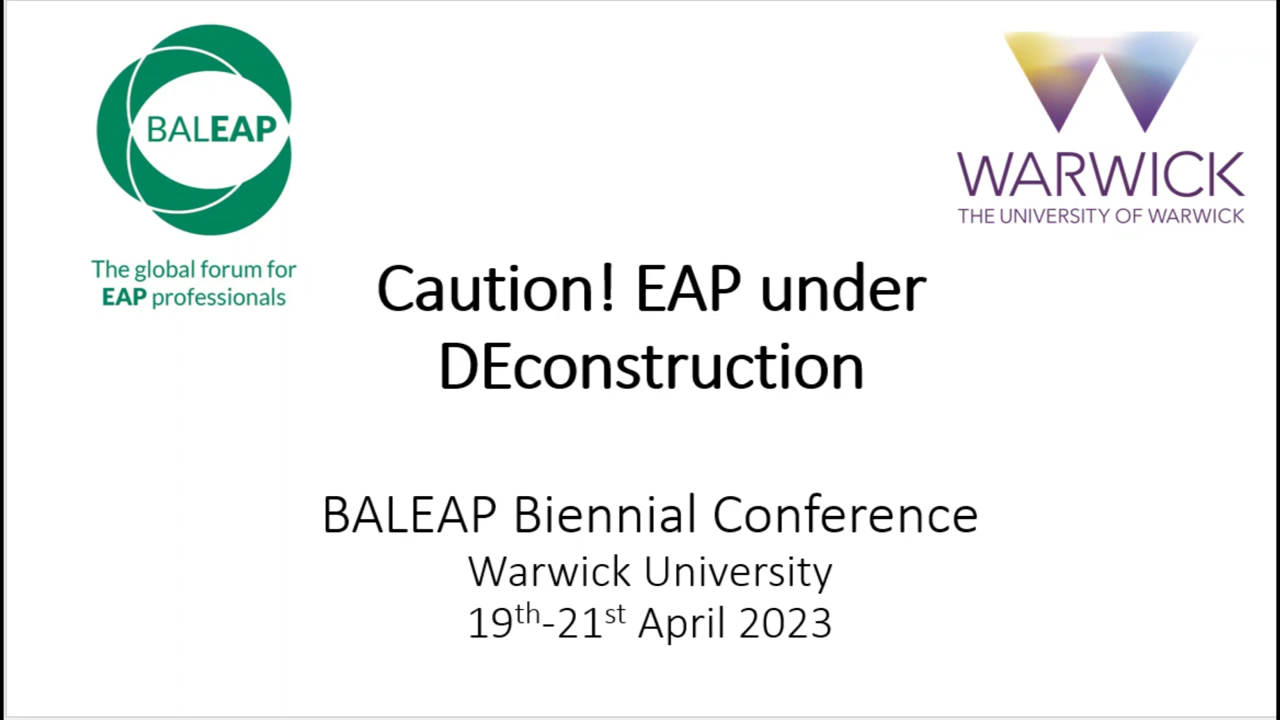 BALEAP
The global forum for
EAP professionals
WARWICK
THE UNIVERSITY OF WARWICK
Caution! EAP under
DEconstruction
BALEAP Biennial Conference
Warwick University
19th-21st April 2023